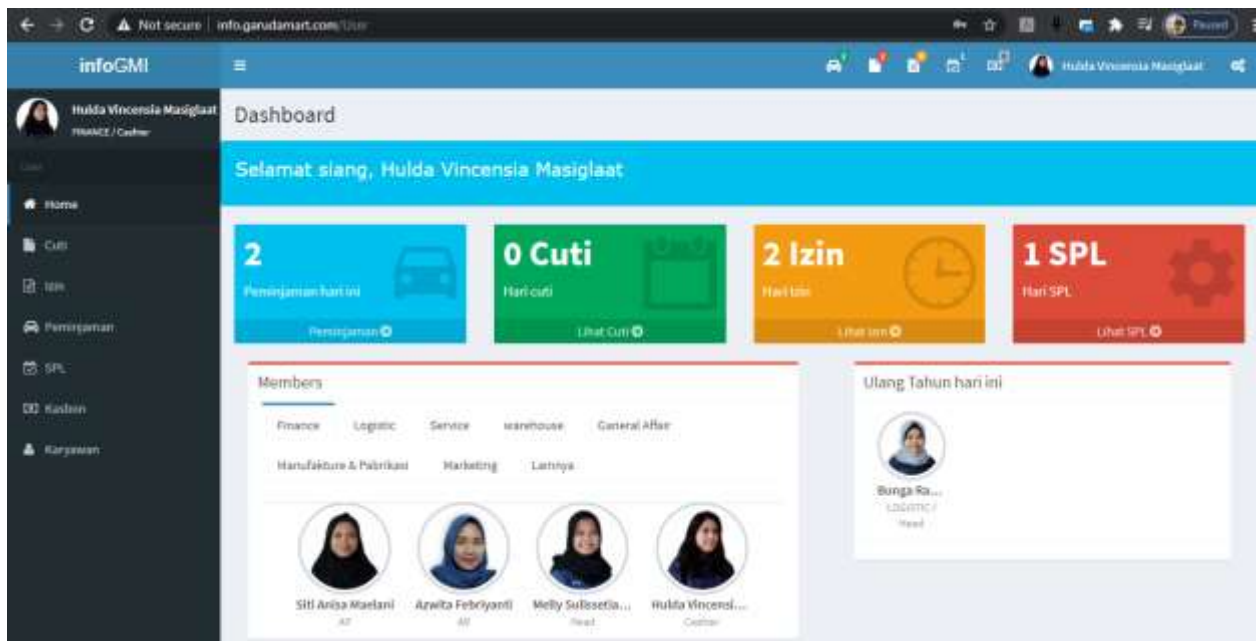 Not secure info.garudamart.com/User
Paused
infoGMI
Hulda Vincensia Masiglaat
Hulda Vincensia Masiglaat
FINANCE / Cashier
Dashboard
User
Selamat siang, Hulda Vincensia Masiglaat
Home
Cuti
Izin
Peminjaman
SPL
Kasbon
Karyawan
2
Peminjaman hari ini
Peminjaman
0 Cuti
Hari cuti
Lihat Cuti
2 Izin
Hari Izin
Lihat Izin
1 SPL
Hari SPL
Lihat SPL
Members
Finance Logistic Service warehouse General Affair
Manufakture & Pabrikasi Marketing Lainnya
Siti Anisa Maelani
Azwita Febriyanti
Melly Sulissetia...
Head
Hulda Vincensi...
Cashier
Ulang Tahun hari ini
Bunga Ra...
LOGISTIC /
Head